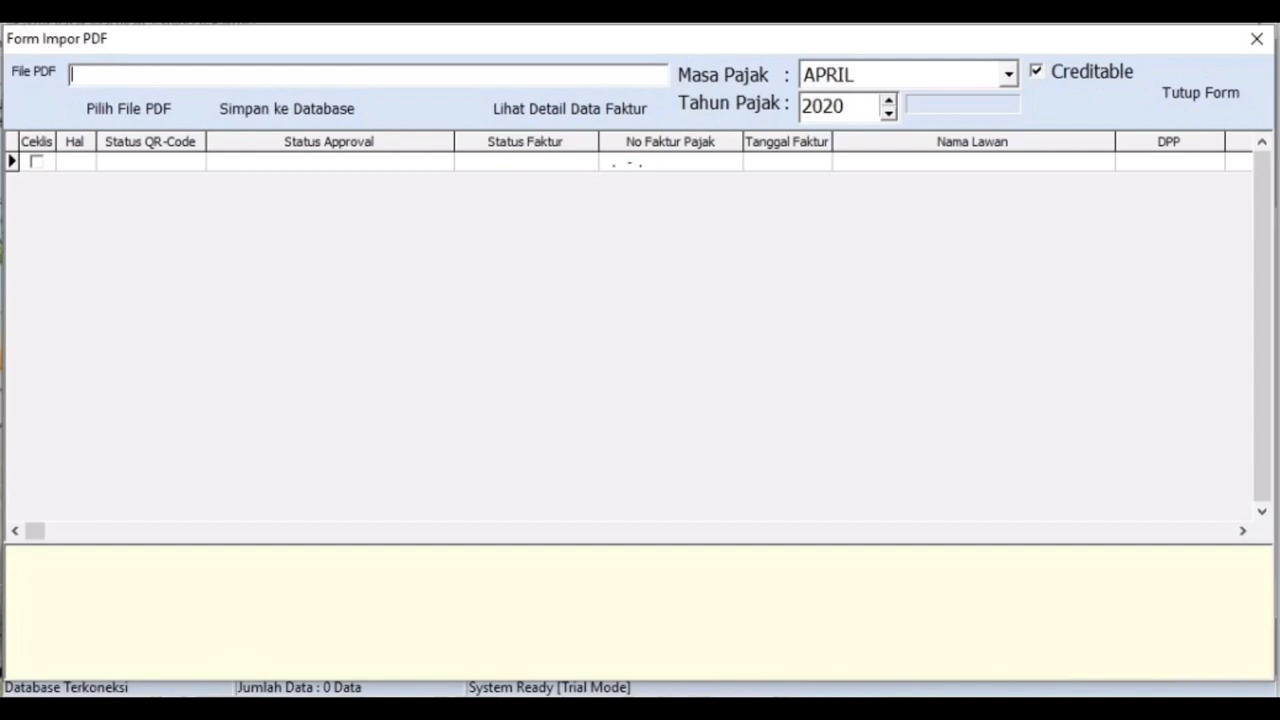 Form Impor PDF
File PDF
Masa Pajak : APRIL
Creditable
Pilih File PDF
Simpan ke Database
Lihat Detail Data Faktur
Tahun Pajak : 2020
Tutup Form
Ceklis Hal Status QR-Code Status Approval Status Faktur No Faktur Pajak Tanggal Faktur Nama Lawan DPP
. - .
Database Terkoneksi
Jumlah Data : 0 Data
System Ready [Trial Mode]